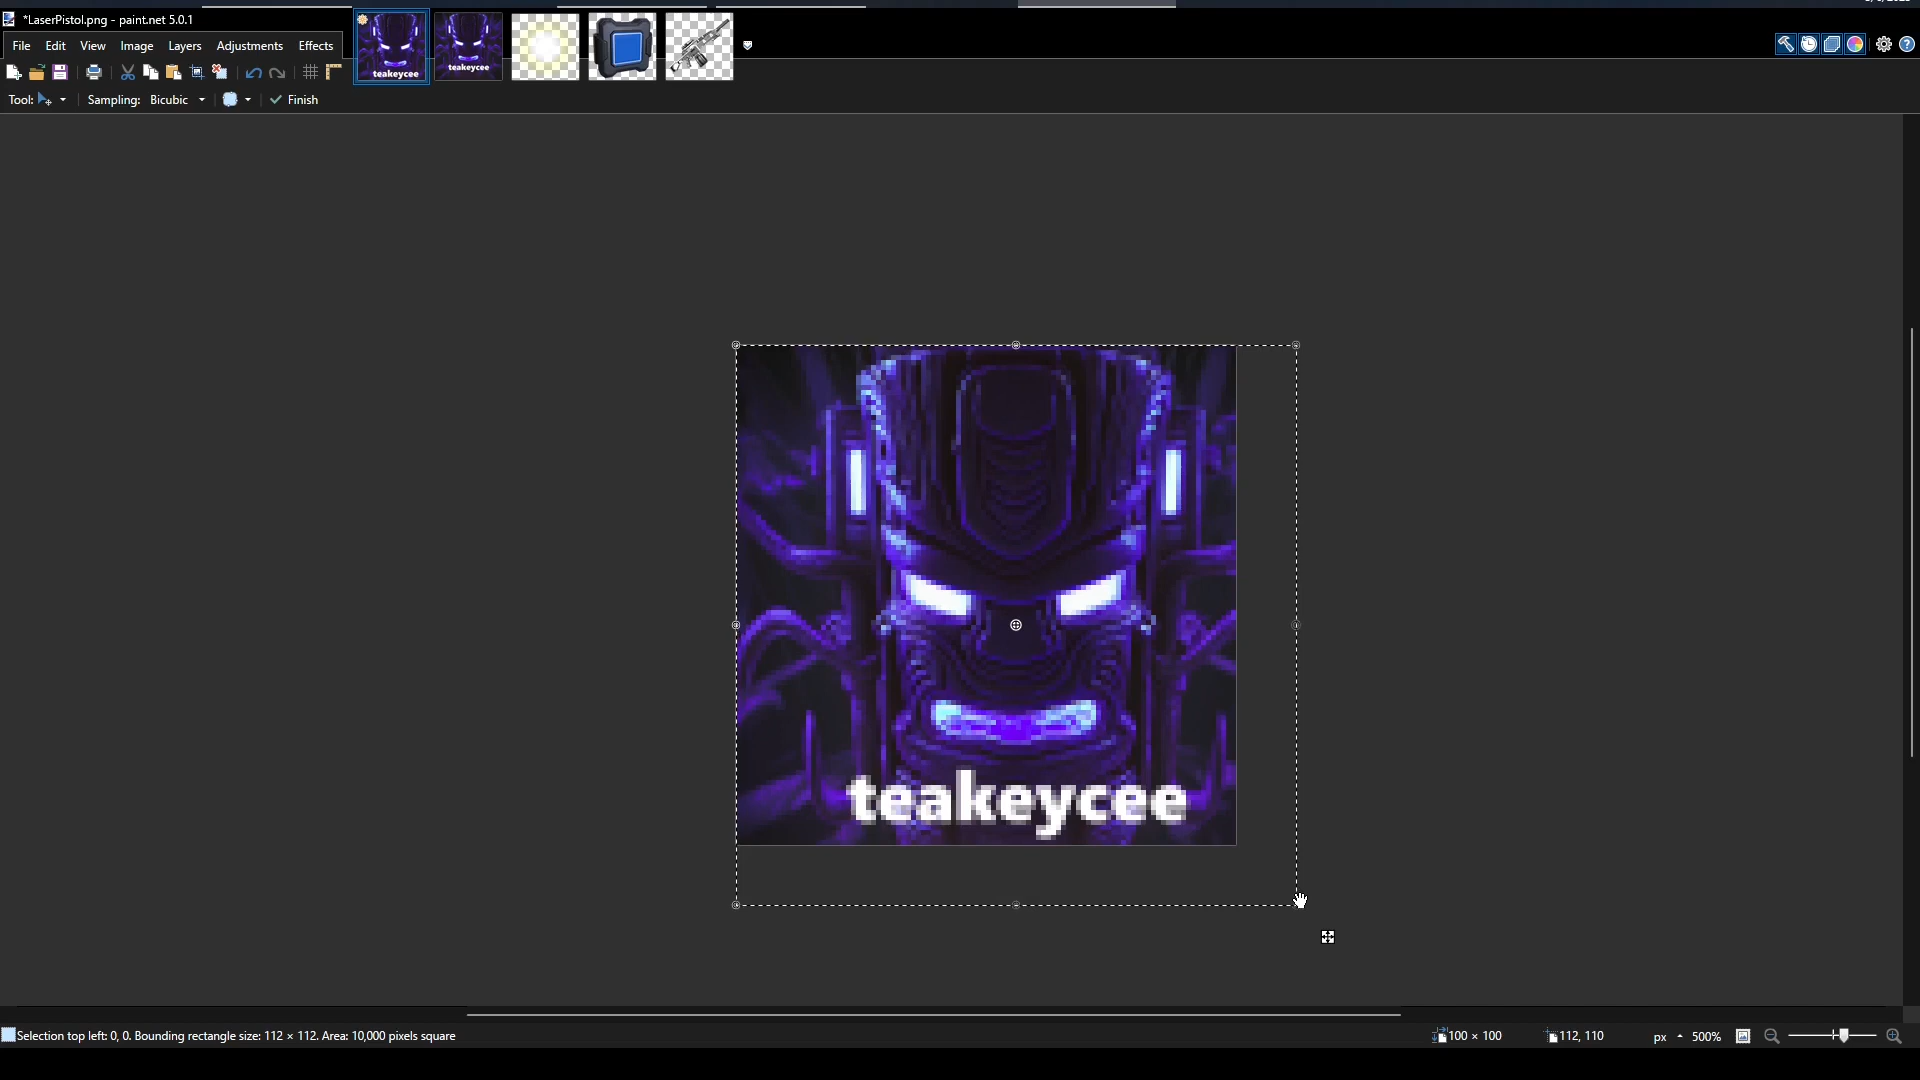 *LaserPistol.png - paint.net 5.0.1
File Edit View Image Layers Adjustments Effects
teakeycee
teakeycee
Tool: Sampling: Bicubic Finish
teakeycee
Selection top left: 0, 0. Bounding rectangle size: 112 × 112. Area: 10,000 pixels square
100 × 100
112, 110
px
500%